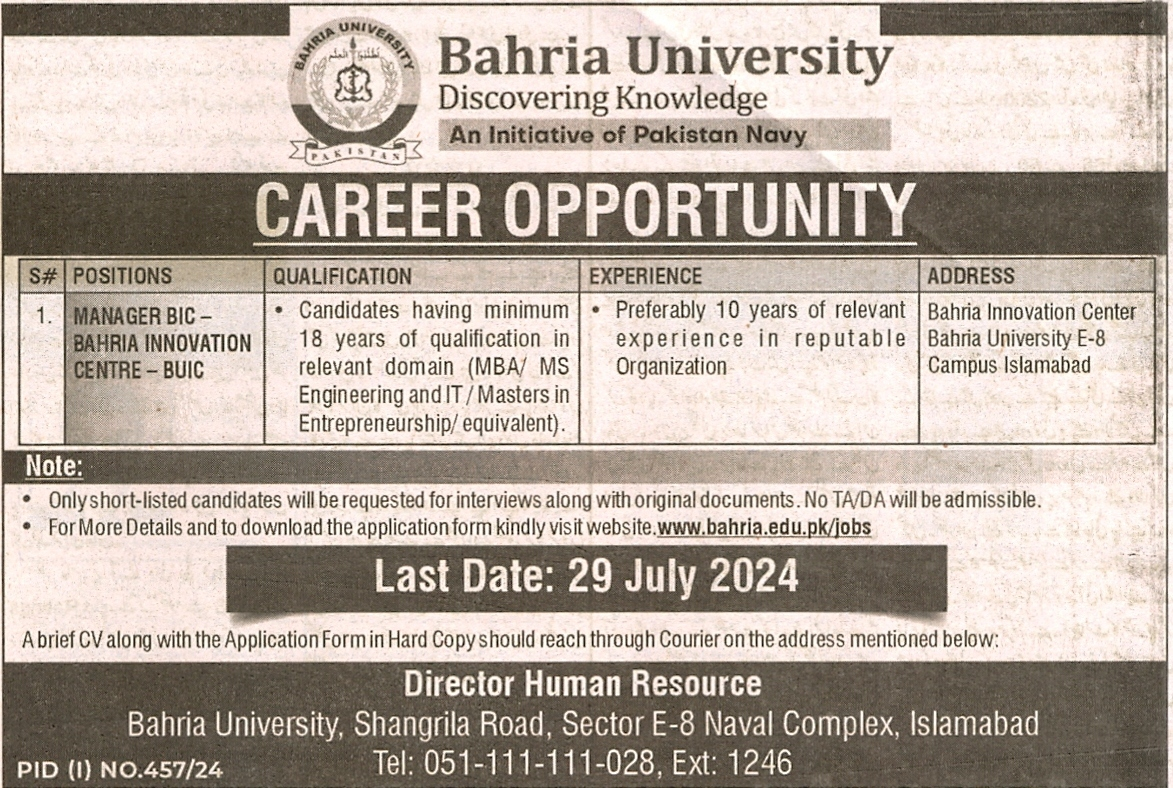 BAHRIA UNIVERSITY
PAKISTAN
Bahria University
Discovering Knowledge
An Initiative of Pakistan Navy
CAREER OPPORTUNITY
S# POSITIONS QUALIFICATION EXPERIENCE ADDRESS
1. MANAGER BIC –
BAHRIA INNOVATION
CENTRE – BUIC
• Candidates having minimum
18 years of qualification in
relevant domain (MBA/ MS
Engineering and IT / Masters in
Entrepreneurship/ equivalent).
• Preferably 10 years of relevant
experience in reputable
Organization
Bahria Innovation Center
Bahria University E-8
Campus Islamabad
Note:
• Only short-listed candidates will be requested for interviews along with original documents. No TA/DA will be admissible.
• For More Details and to download the application form kindly visit website.www.bahria.edu.pk/jobs
Last Date: 29 July 2024
A brief CV along with the Application Form in Hard Copy should reach through Courier on the address mentioned below:
Director Human Resource
Bahria University, Shangrila Road, Sector E-8 Naval Complex, Islamabad
Tel: 051-111-111-028, Ext: 1246
PID (I) NO.457/24